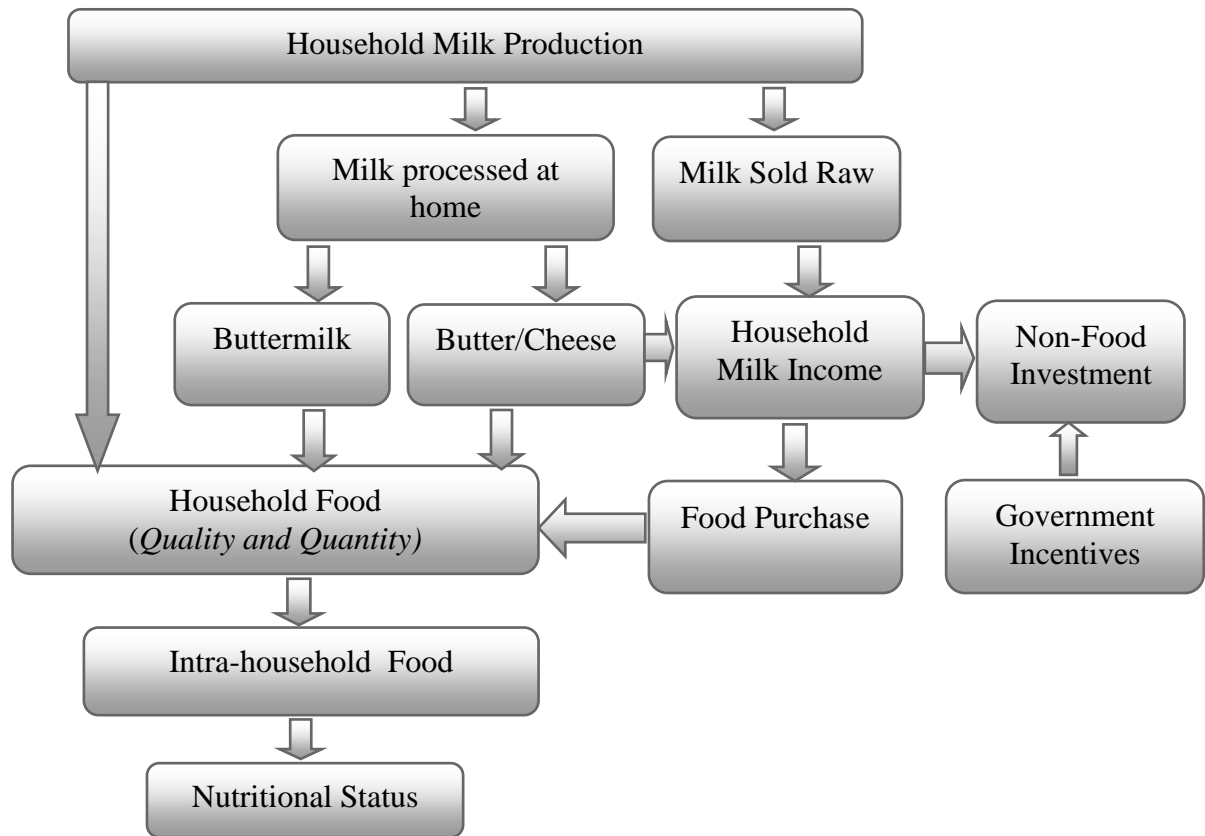 Household Milk Production
Milk processed at
home
Milk Sold Raw
Buttermilk
Butter/Cheese
Household
Milk Income
Non-Food
Investment
Household Food
(Quality and Quantity)
Food Purchase
Government
Incentives
Intra-household  Food
Nutritional Status